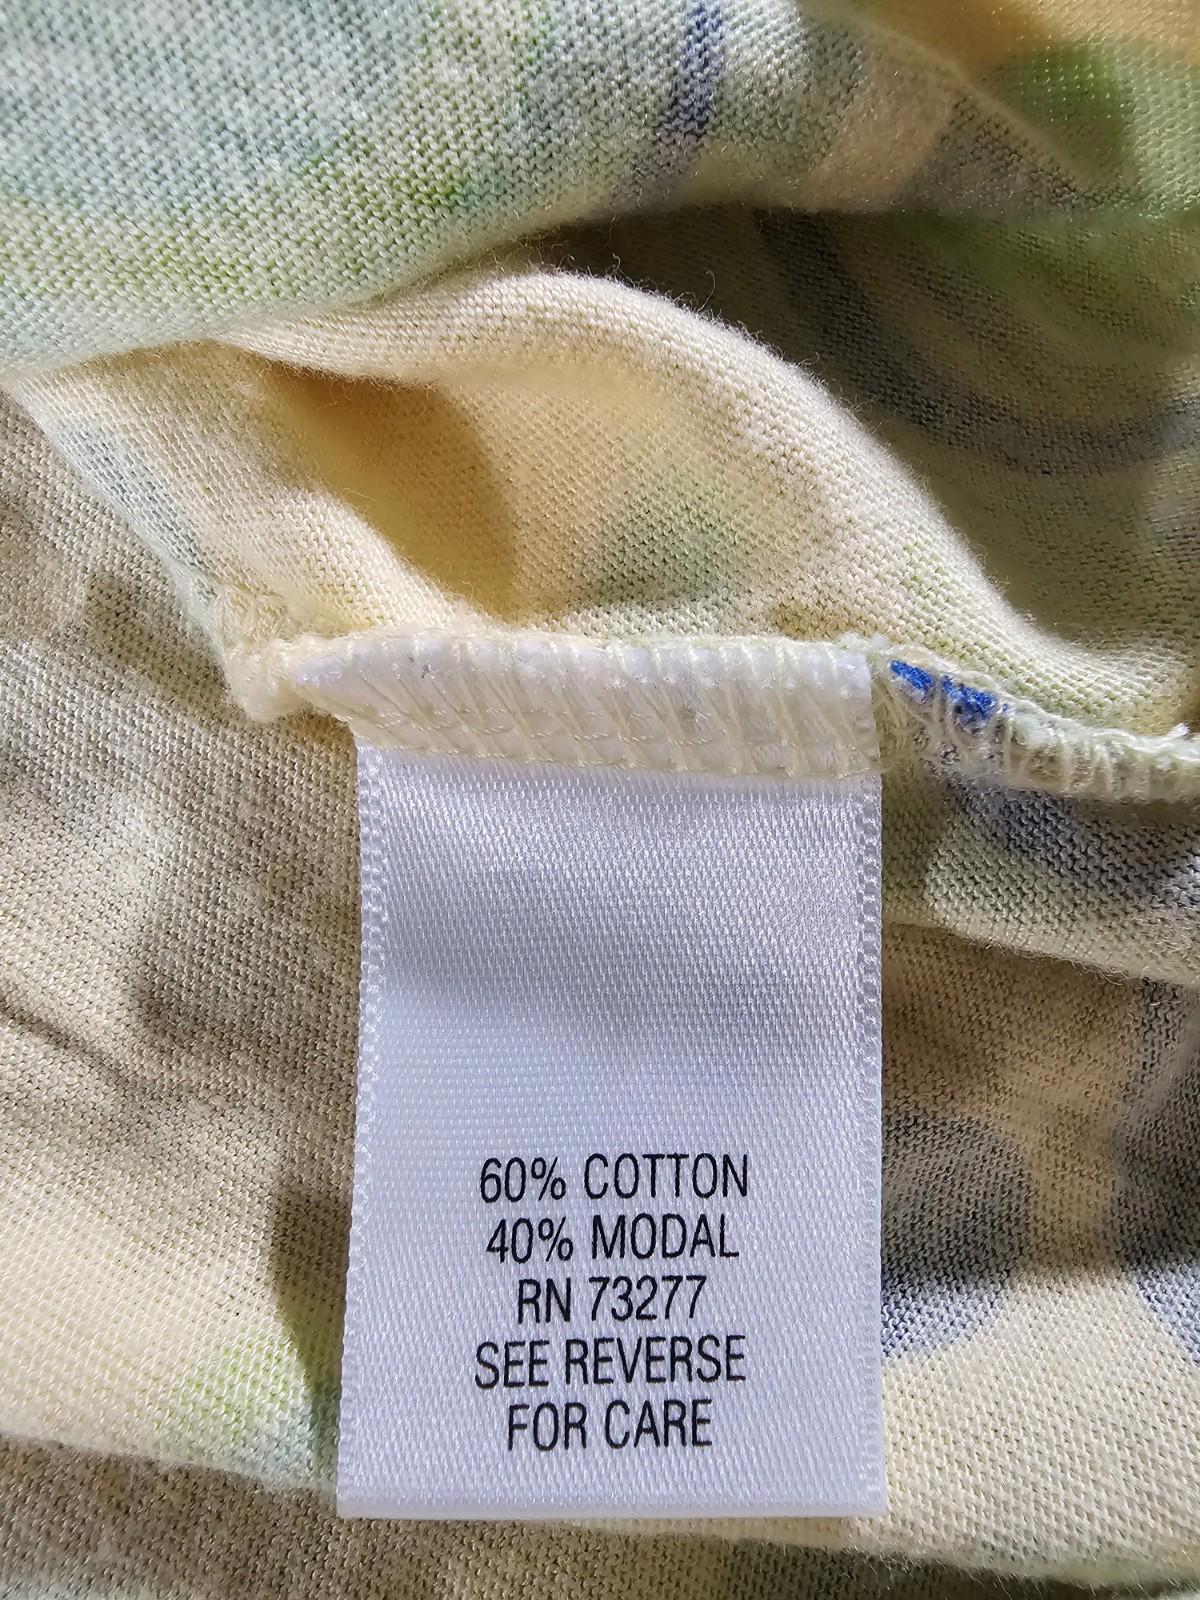 60% COTTON
40% MODAL
RN 73277
SEE REVERSE
FOR CARE